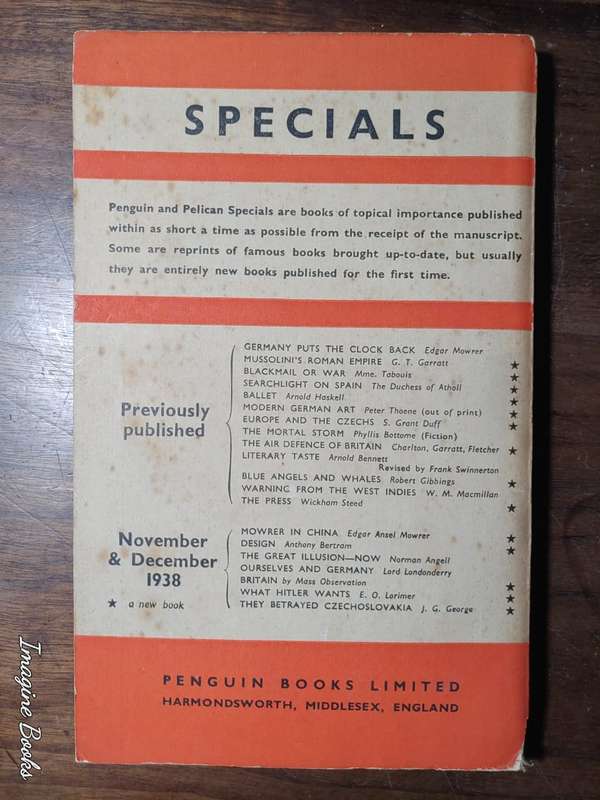 SPECIALS
Penguin and Pelican Specials are books of topical importance published
within as short a time as possible from the receipt of the manuscript.
Some are reprints of famous books brought up-to-date, but usually
they are entirely new books published for the first time.
Previously
published
GERMANY PUTS THE CLOCK BACK Edgar Mowrer
MUSSOLINI'S ROMAN EMPIRE G. T. Garratt ★
BLACKMAIL OR WAR Mme. Tabouis ★
SEARCHLIGHT ON SPAIN The Duchess of Atholl ★
BALLET Arnold Haskell ★
MODERN GERMAN ART Peter Thoene (out of print) ★
EUROPE AND THE CZECHS S. Grant Duff ★
THE MORTAL STORM Phyllis Bottome (Fiction)
THE AIR DEFENCE OF BRITAIN Charlton, Garratt, Fletcher ★
LITERARY TASTE Arnold Bennett
Revised by Frank Swinnerton
BLUE ANGELS AND WHALES Robert Gibbings ★
WARNING FROM THE WEST INDIES W. M. Macmillan
THE PRESS Wickham Steed ★
November
& December
1938
★ a new book
MOWRER IN CHINA Edgar Ansel Mowrer ★
DESIGN Anthony Bertram ★
THE GREAT ILLUSION—NOW Norman Angell
OURSELVES AND GERMANY Lord Londonderry
BRITAIN by Mass Observation ★
WHAT HITLER WANTS E. O. Lorimer ★
THEY BETRAYED CZECHOSLOVAKIA J. G. George ★
PENGUIN BOOKS LIMITED
HARMONDSWORTH, MIDDLESEX, ENGLAND
Imagine Books